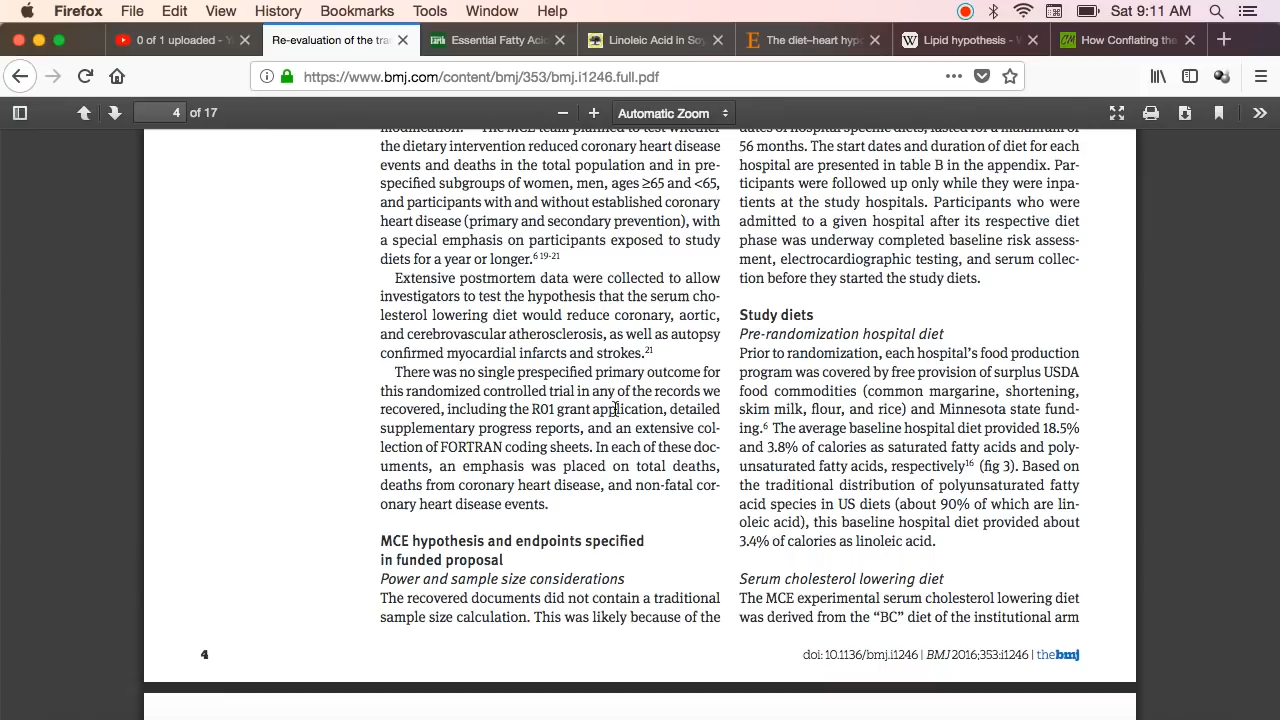 Firefox File Edit View History Bookmarks Tools Window Help Sat 9:11 AM
0 of 1 uploaded - Y
Re-evaluation of the tra
Essential Fatty Aci
Linoleic Acid in Soy
The diet–heart hyp
Lipid hypothesis - W
How Conflating the
https://www.bmj.com/content/bmj/353/bmj.i1246.full.pdf
4 of 17
Automatic Zoom
modification. The MCE team planned to test whether
the dietary intervention reduced coronary heart disease
events and deaths in the total population and in pre-
specified subgroups of women, men, ages ≥65 and <65,
and participants with and without established coronary
heart disease (primary and secondary prevention), with
a special emphasis on participants exposed to study
diets for a year or longer.6 19-21
Extensive postmortem data were collected to allow
investigators to test the hypothesis that the serum cho-
lesterol lowering diet would reduce coronary, aortic,
and cerebrovascular atherosclerosis, as well as autopsy
confirmed myocardial infarcts and strokes.21
There was no single prespecified primary outcome for
this randomized controlled trial in any of the records we
recovered, including the R01 grant application, detailed
supplementary progress reports, and an extensive col-
lection of FORTRAN coding sheets. In each of these doc-
uments, an emphasis was placed on total deaths,
deaths from coronary heart disease, and non-fatal cor-
onary heart disease events.
MCE hypothesis and endpoints specified
in funded proposal
Power and sample size considerations
The recovered documents did not contain a traditional
sample size calculation. This was likely because of the
dates of hospital specific diets, lasted for a maximum of
56 months. The start dates and duration of diet for each
hospital are presented in table B in the appendix. Par-
ticipants were followed up only while they were inpa-
tients at the study hospitals. Participants who were
admitted to a given hospital after its respective diet
phase was underway completed baseline risk assess-
ment, electrocardiographic testing, and serum collec-
tion before they started the study diets.
Study diets
Pre-randomization hospital diet
Prior to randomization, each hospital's food production
program was covered by free provision of surplus USDA
food commodities (common margarine, shortening,
skim milk, flour, and rice) and Minnesota state fund-
ing.6 The average baseline hospital diet provided 18.5%
and 3.8% of calories as saturated fatty acids and poly-
unsaturated fatty acids, respectively16 (fig 3). Based on
the traditional distribution of polyunsaturated fatty
acid species in US diets (about 90% of which are lin-
oleic acid), this baseline hospital diet provided about
3.4% of calories as linoleic acid.
Serum cholesterol lowering diet
The MCE experimental serum cholesterol lowering diet
was derived from the “BC” diet of the institutional arm
4
doi: 10.1136/bmj.i1246 | BMJ 2016;353:i1246 | thebmj